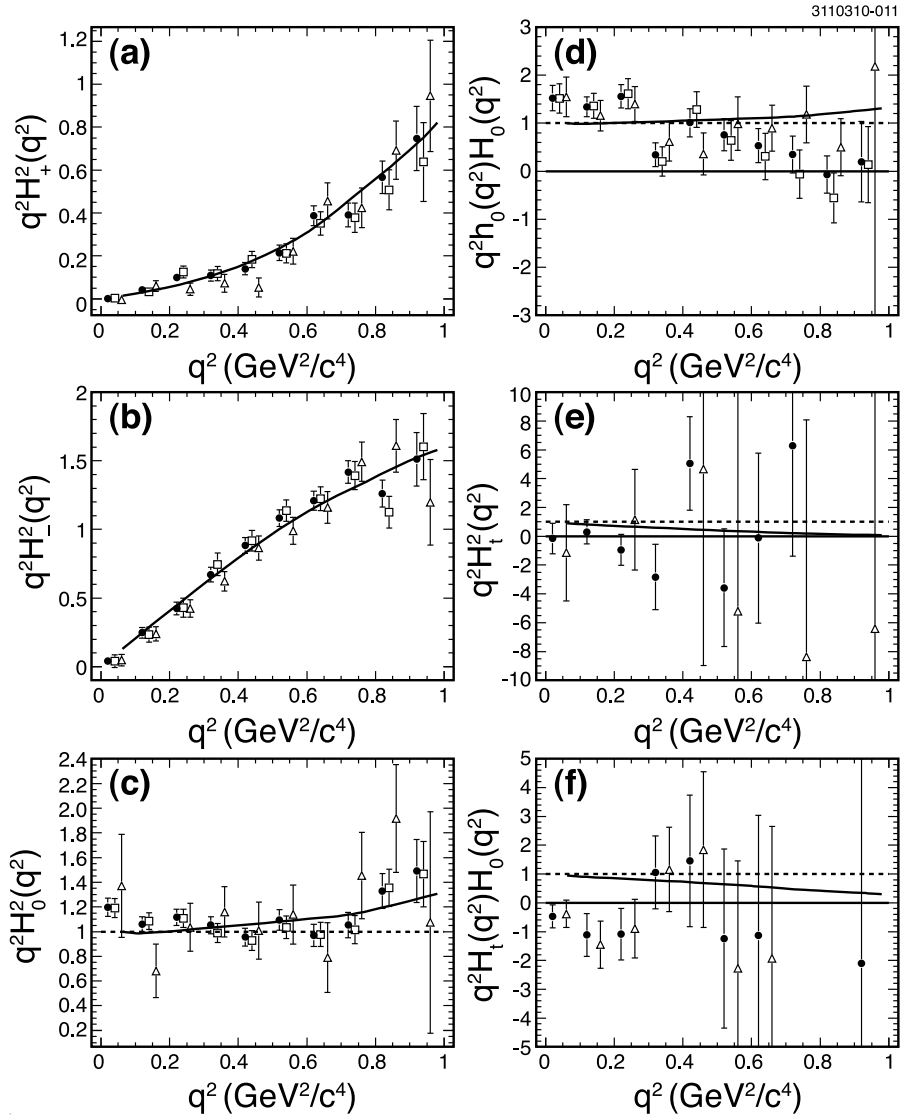 3110310-011
(a)
q²H²₊(q²)
1.2
1
0.8
0.6
0.4
0.2
0
0 0.2 0.4 0.6 0.8 1
q² (GeV²/c⁴)
(d)
q²h₀(q²)H₀(q²)
3
2
1
0
-1
-2
-3
0 0.2 0.4 0.6 0.8 1
q² (GeV²/c⁴)
(b)
q²H²₋(q²)
2
1.5
1
0.5
0
0 0.2 0.4 0.6 0.8 1
q² (GeV²/c⁴)
(e)
q²H²ₜ(q²)
10
8
6
4
2
0
-2
-4
-6
-8
-10
0 0.2 0.4 0.6 0.8 1
q² (GeV²/c⁴)
(c)
q²H²₀(q²)
2.4
2.2
2
1.8
1.6
1.4
1.2
1
0.8
0.6
0.4
0.2
0 0.2 0.4 0.6 0.8 1
q² (GeV²/c⁴)
(f)
q²Hₜ(q²)H₀(q²)
5
4
3
2
1
0
-1
-2
-3
-4
-5
0 0.2 0.4 0.6 0.8 1
q² (GeV²/c⁴)